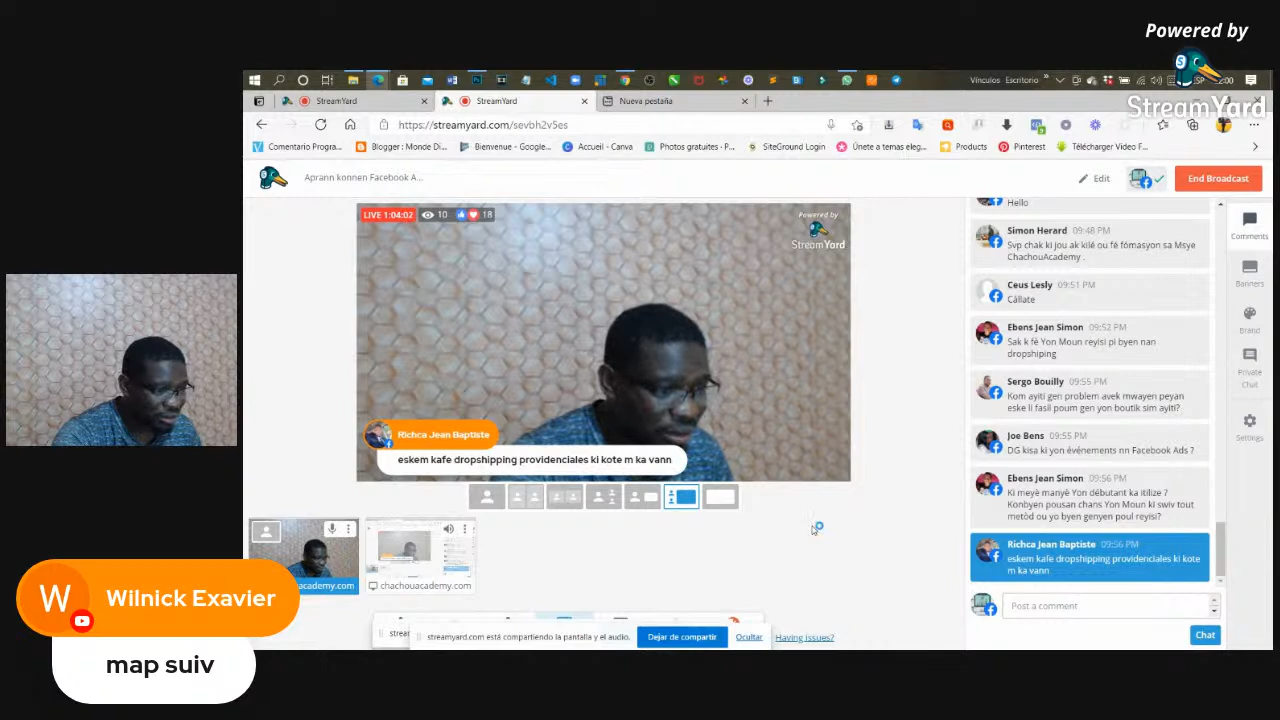 Powered by
StreamYard
Vínculos Escritorio
StreamYard
StreamYard
Nueva pestaña
https://streamyard.com/sevbh2v5es
Comentario Progra...
Blogger : Monde Di...
Bienvenue - Google...
Accueil - Canva
Photos gratuites : P...
SiteGround Login
Únete a temas eleg...
Products
Pinterest
Télécharger Video F...
Aprann konnen Facebook A...
Edit
End Broadcast
LIVE 1:04:02
10
18
Powered by
StreamYard
Richca Jean Baptiste
eskem kafe dropshipping providenciales ki kote m ka vann
Hello
Simon Herard 09:48 PM
Svp chak ki jou ak kilé ou fé fòmasyon sa Msye
ChachouAcademy .
Ceus Lesly 09:51 PM
Cállate
Ebens Jean Simon 09:52 PM
Sak k fè Yon Moun reyisi pi byen nan
dropshiping
Sergo Bouilly 09:55 PM
Kom ayiti gen problem avek mwayen peyan
eske li fasil poum gen yon boutik sim ayiti?
Joe Bens 09:55 PM
DG kisa ki yon événements nn Facebook Ads ?
Ebens Jean Simon 09:56 PM
Ki meyè manyè Yon débutant ka itilize ?
Konbyen pousan chans Yon Moun ki swiv tout
metòd ou yo byen genyen poul reyisi?
Richca Jean Baptiste 09:56 PM
eskem kafe dropshipping providenciales ki kote
m ka vann
Post a comment
Chat
Comments
Banners
Brand
Private
Chat
Settings
academy.com
chachouacademy.com
streamyard.com está compartiendo la pantalla y el audio.
Dejar de compartir
Ocultar
Having issues?
W
Wilnick Exavier
map suiv